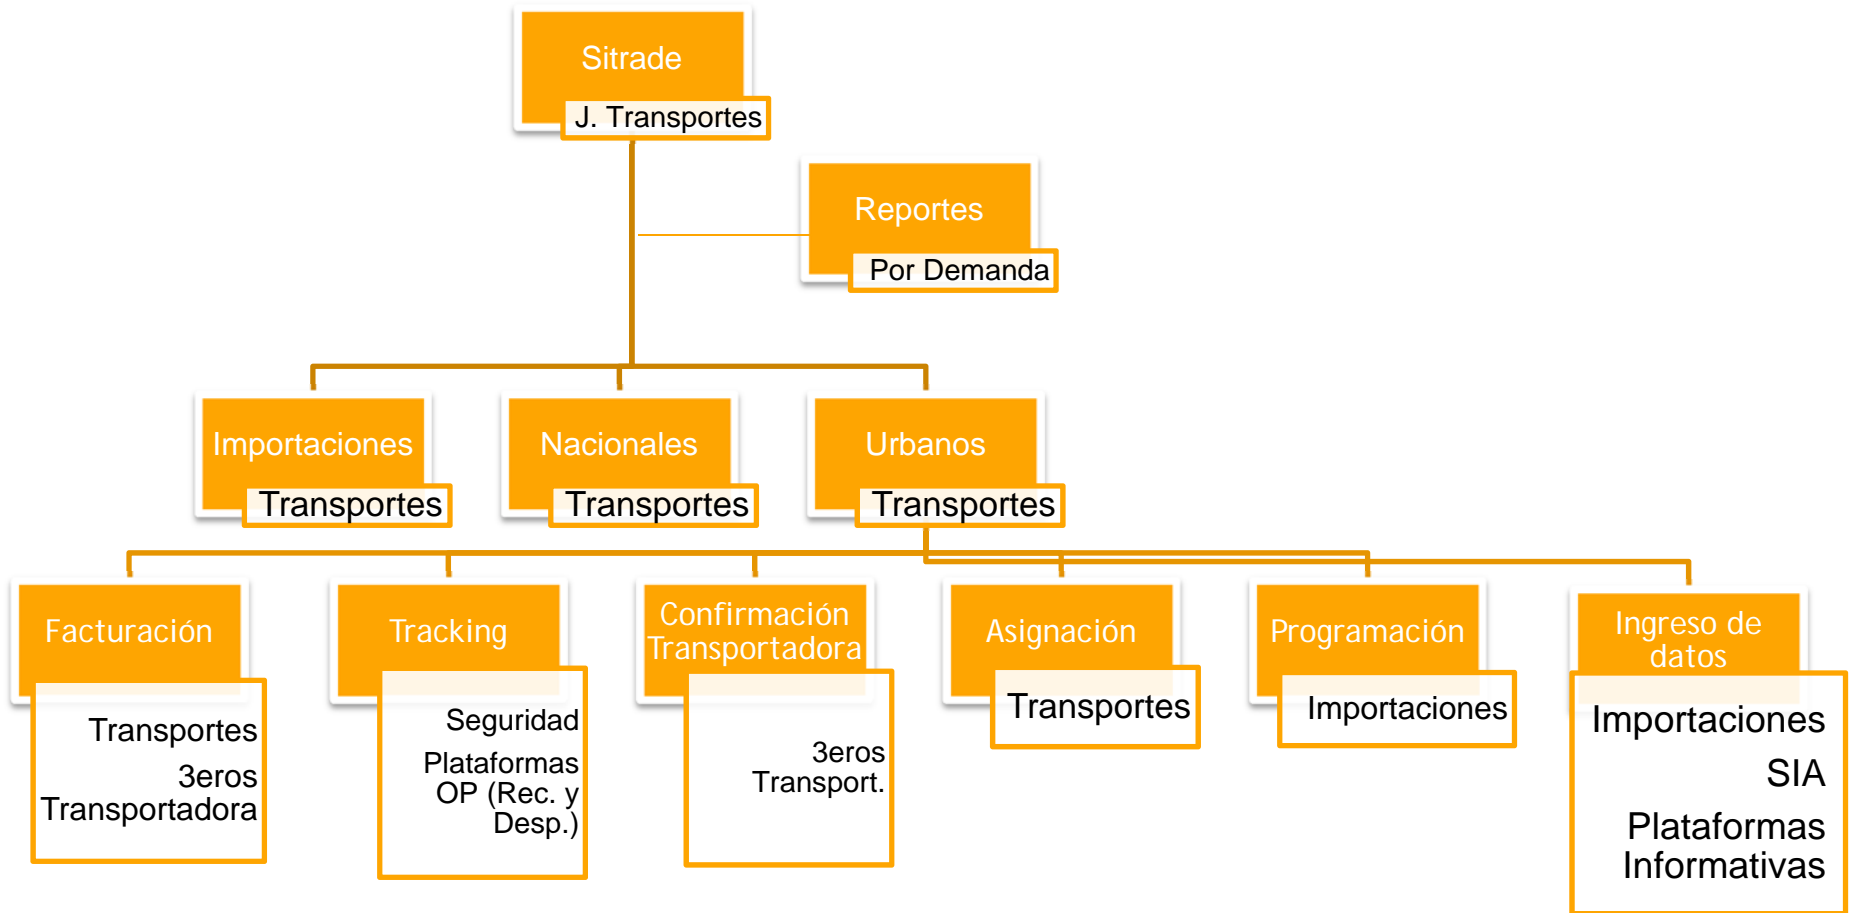 Sitrade
J. Transportes
Reportes
Por Demanda
Importaciones
Transportes
Nacionales
Transportes
Urbanos
Transportes
Facturación
Transportes
3eros
Transportadora
Tracking
Seguridad
Plataformas
OP (Rec. y
Desp.)
Confirmación
Transportadora
3eros
Transport.
Asignación
Transportes
Programación
Importaciones
Ingreso de
datos
Importaciones
SIA
Plataformas
Informativas